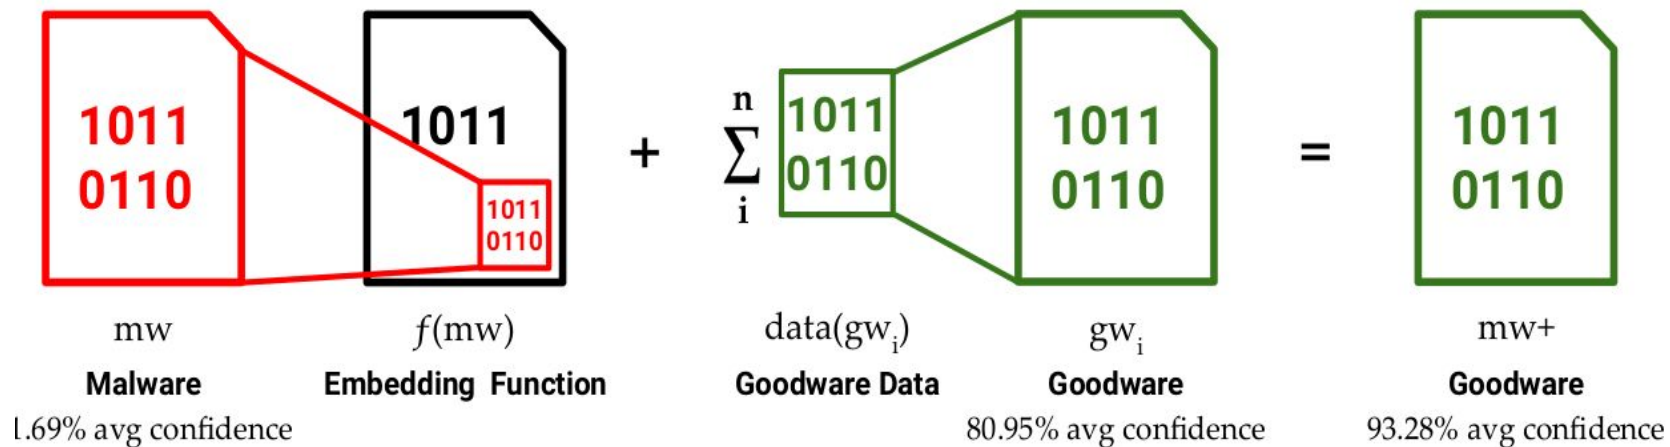 1011
0110
1011
1011
0110
+
n
∑
i
1011
0110
1011
0110
=
1011
0110
mw
f(mw)
data(gwᵢ)
gwᵢ
mw+
Malware
Embedding Function
Goodware Data
Goodware
Goodware
.69% avg confidence
80.95% avg confidence
93.28% avg confidence